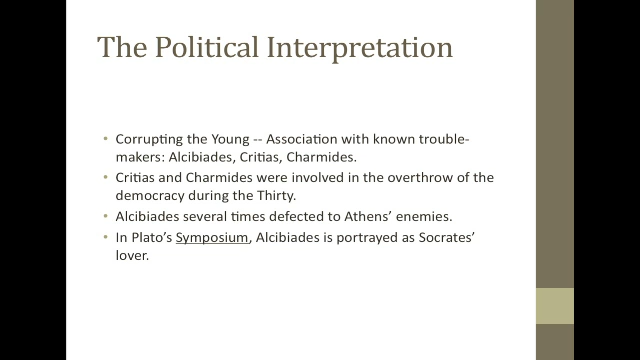 The Political Interpretation
• Corrupting the Young -- Association with known trouble-
makers: Alcibiades, Critias, Charmides.
• Critias and Charmides were involved in the overthrow of the
democracy during the Thirty.
• Alcibiades several times defected to Athens’ enemies.
• In Plato’s Symposium, Alcibiades is portrayed as Socrates’
lover.